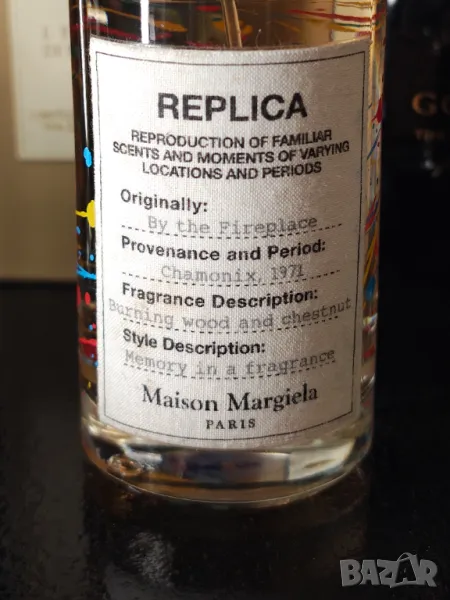 REPLICA
REPRODUCTION OF FAMILIAR
SCENTS AND MOMENTS OF VARYING
LOCATIONS AND PERIODS
Originally:
By the Fireplace
Provenance and Period:
Chamonix, 1971
Fragrance Description:
Burning wood and chestnut
Style Description:
Memory in a fragrance
Maison Margiela
PARIS
BAZAR